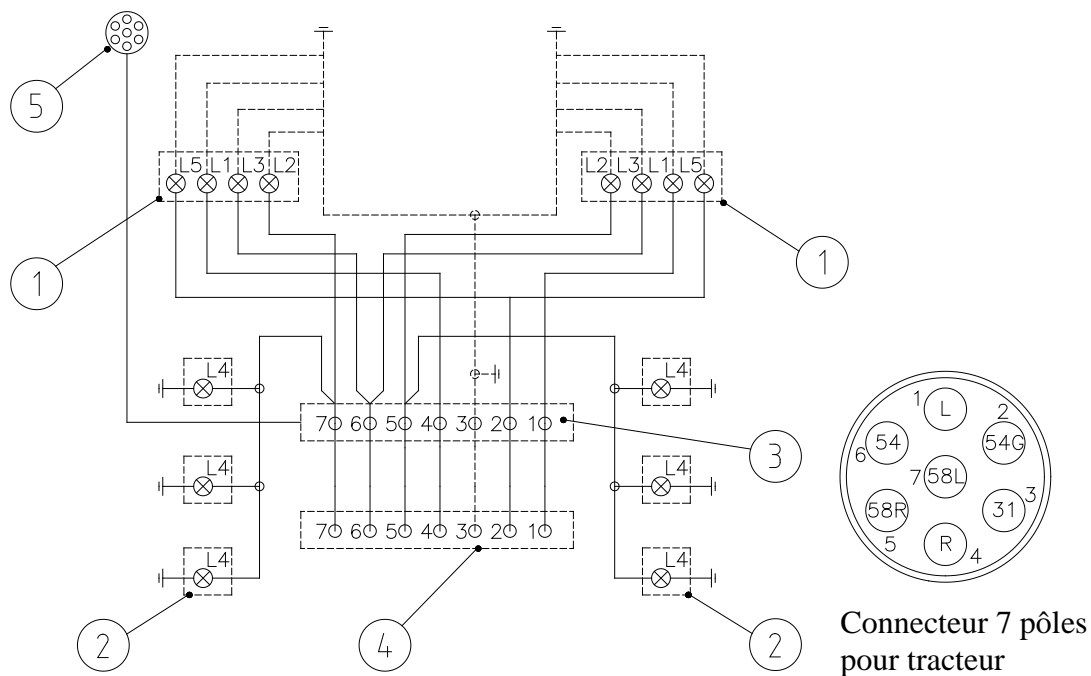 5
L5 L1 L3 L2
L2 L3 L1 L5
1
1
L4
L4
7 6 5 4 3 2 1
3
L4
L4
7 6 5 4 3 2 1
L4
L4
2
4
2
1 L 2
54 54G
6 7 58L
58R 31 3
5 R 4
Connecteur 7 pôles
pour tracteur